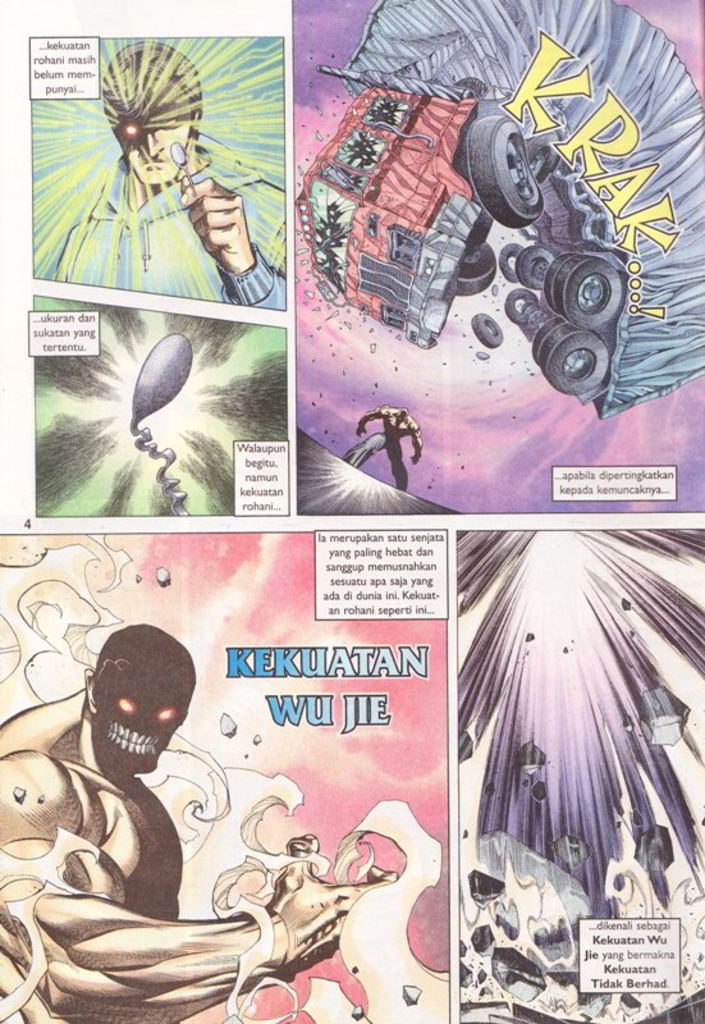 ...kekuatan
rohani masih
belum mem-
punyai...
...ukuran dan
sukatan yang
tertentu.
Walaupun
begitu,
namun
kekuatan
rohani...
KRAK...!
...apabila dipertingkatkan
kepada kemuncaknya...
4
Ia merupakan satu senjata
yang paling hebat dan
sanggup memusnahkan
sesuatu apa saja yang
ada di dunia ini. Kekuat-
an rohani seperti ini...
KEKUATAN
WU JIE
...dikenali sebagai
Kekuatan Wu
Jie yang bermakna
Kekuatan
Tidak Berhad.